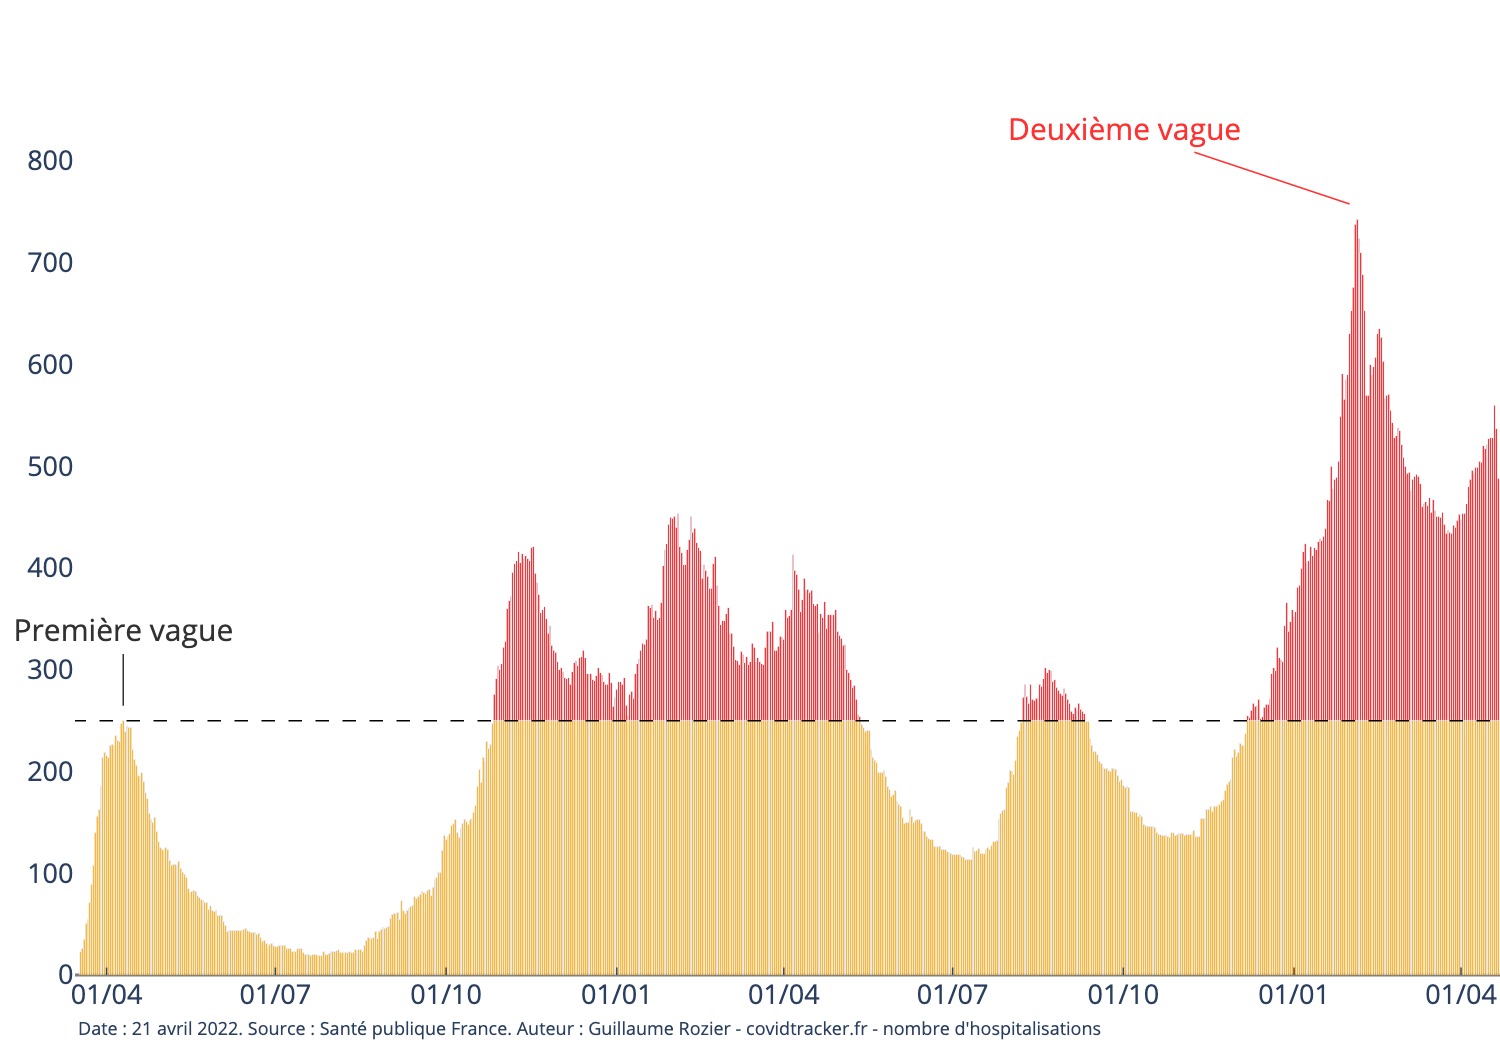 Deuxième vague
800
700
600
500
400
Première vague
300
200
100
0
01/04 01/07 01/10 01/01 01/04 01/07 01/10 01/01 01/04
Date : 21 avril 2022. Source : Santé publique France. Auteur : Guillaume Rozier - covidtracker.fr - nombre d'hospitalisations